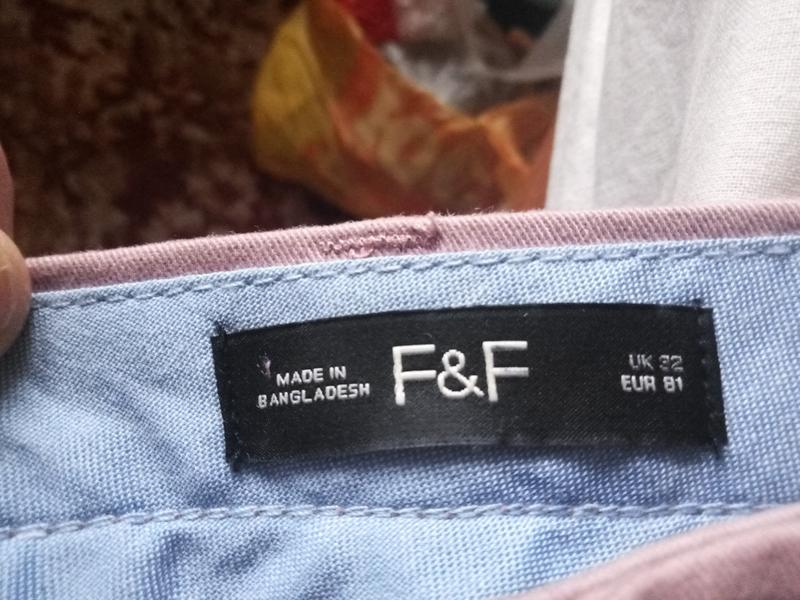 MADE IN
BANGLADESH
F&F
UK 32
EUR 81